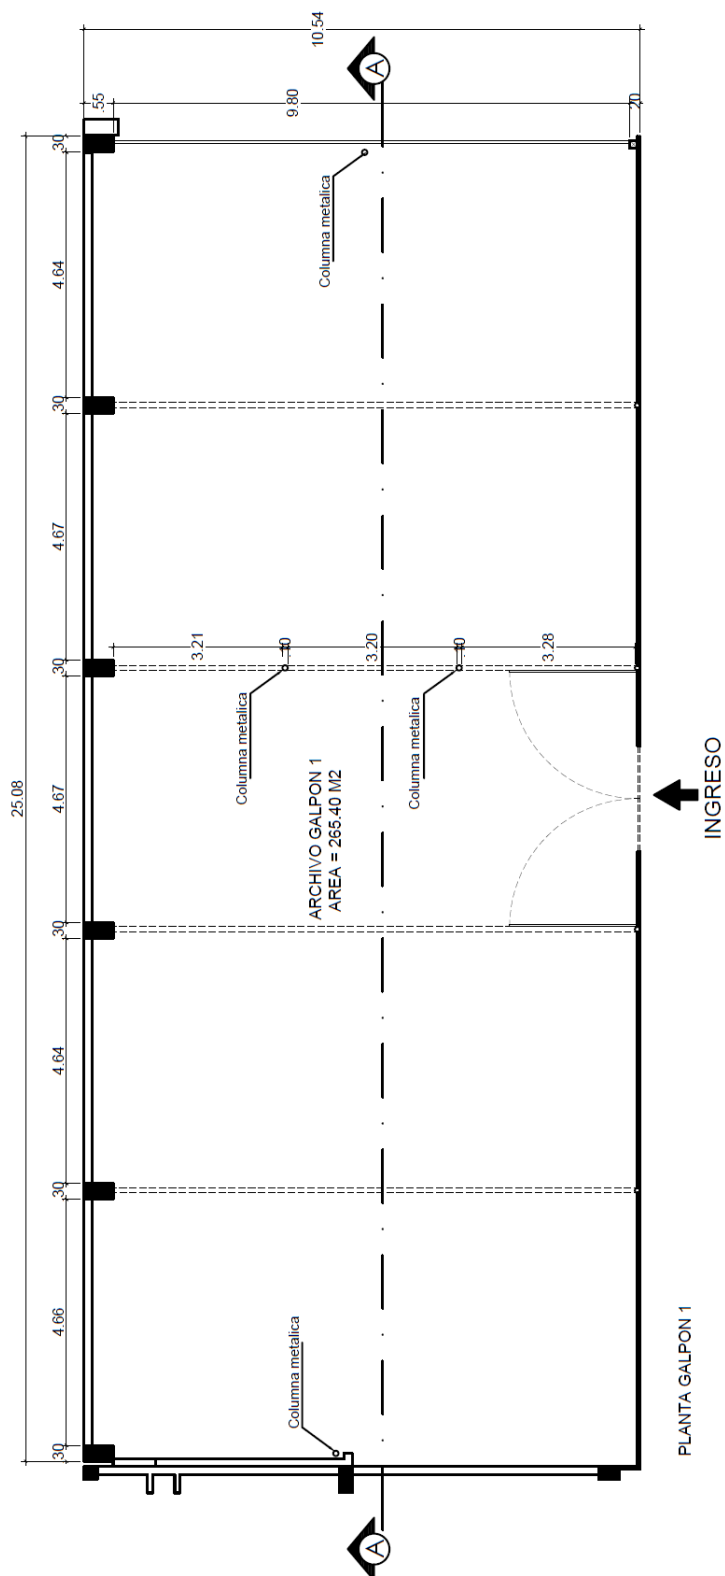 10.54
.55
9.80
.20
A
25.08
.30
4.64
.30
4.67
.30
4.67
.30
4.64
.30
4.66
.30
Columna metalica
3.21
.10
3.20
.10
3.28
Columna metalica
Columna metalica
ARCHIVO GALPON 1
AREA = 265.40 M2
INGRESO
Columna metalica
PLANTA GALPON 1
A